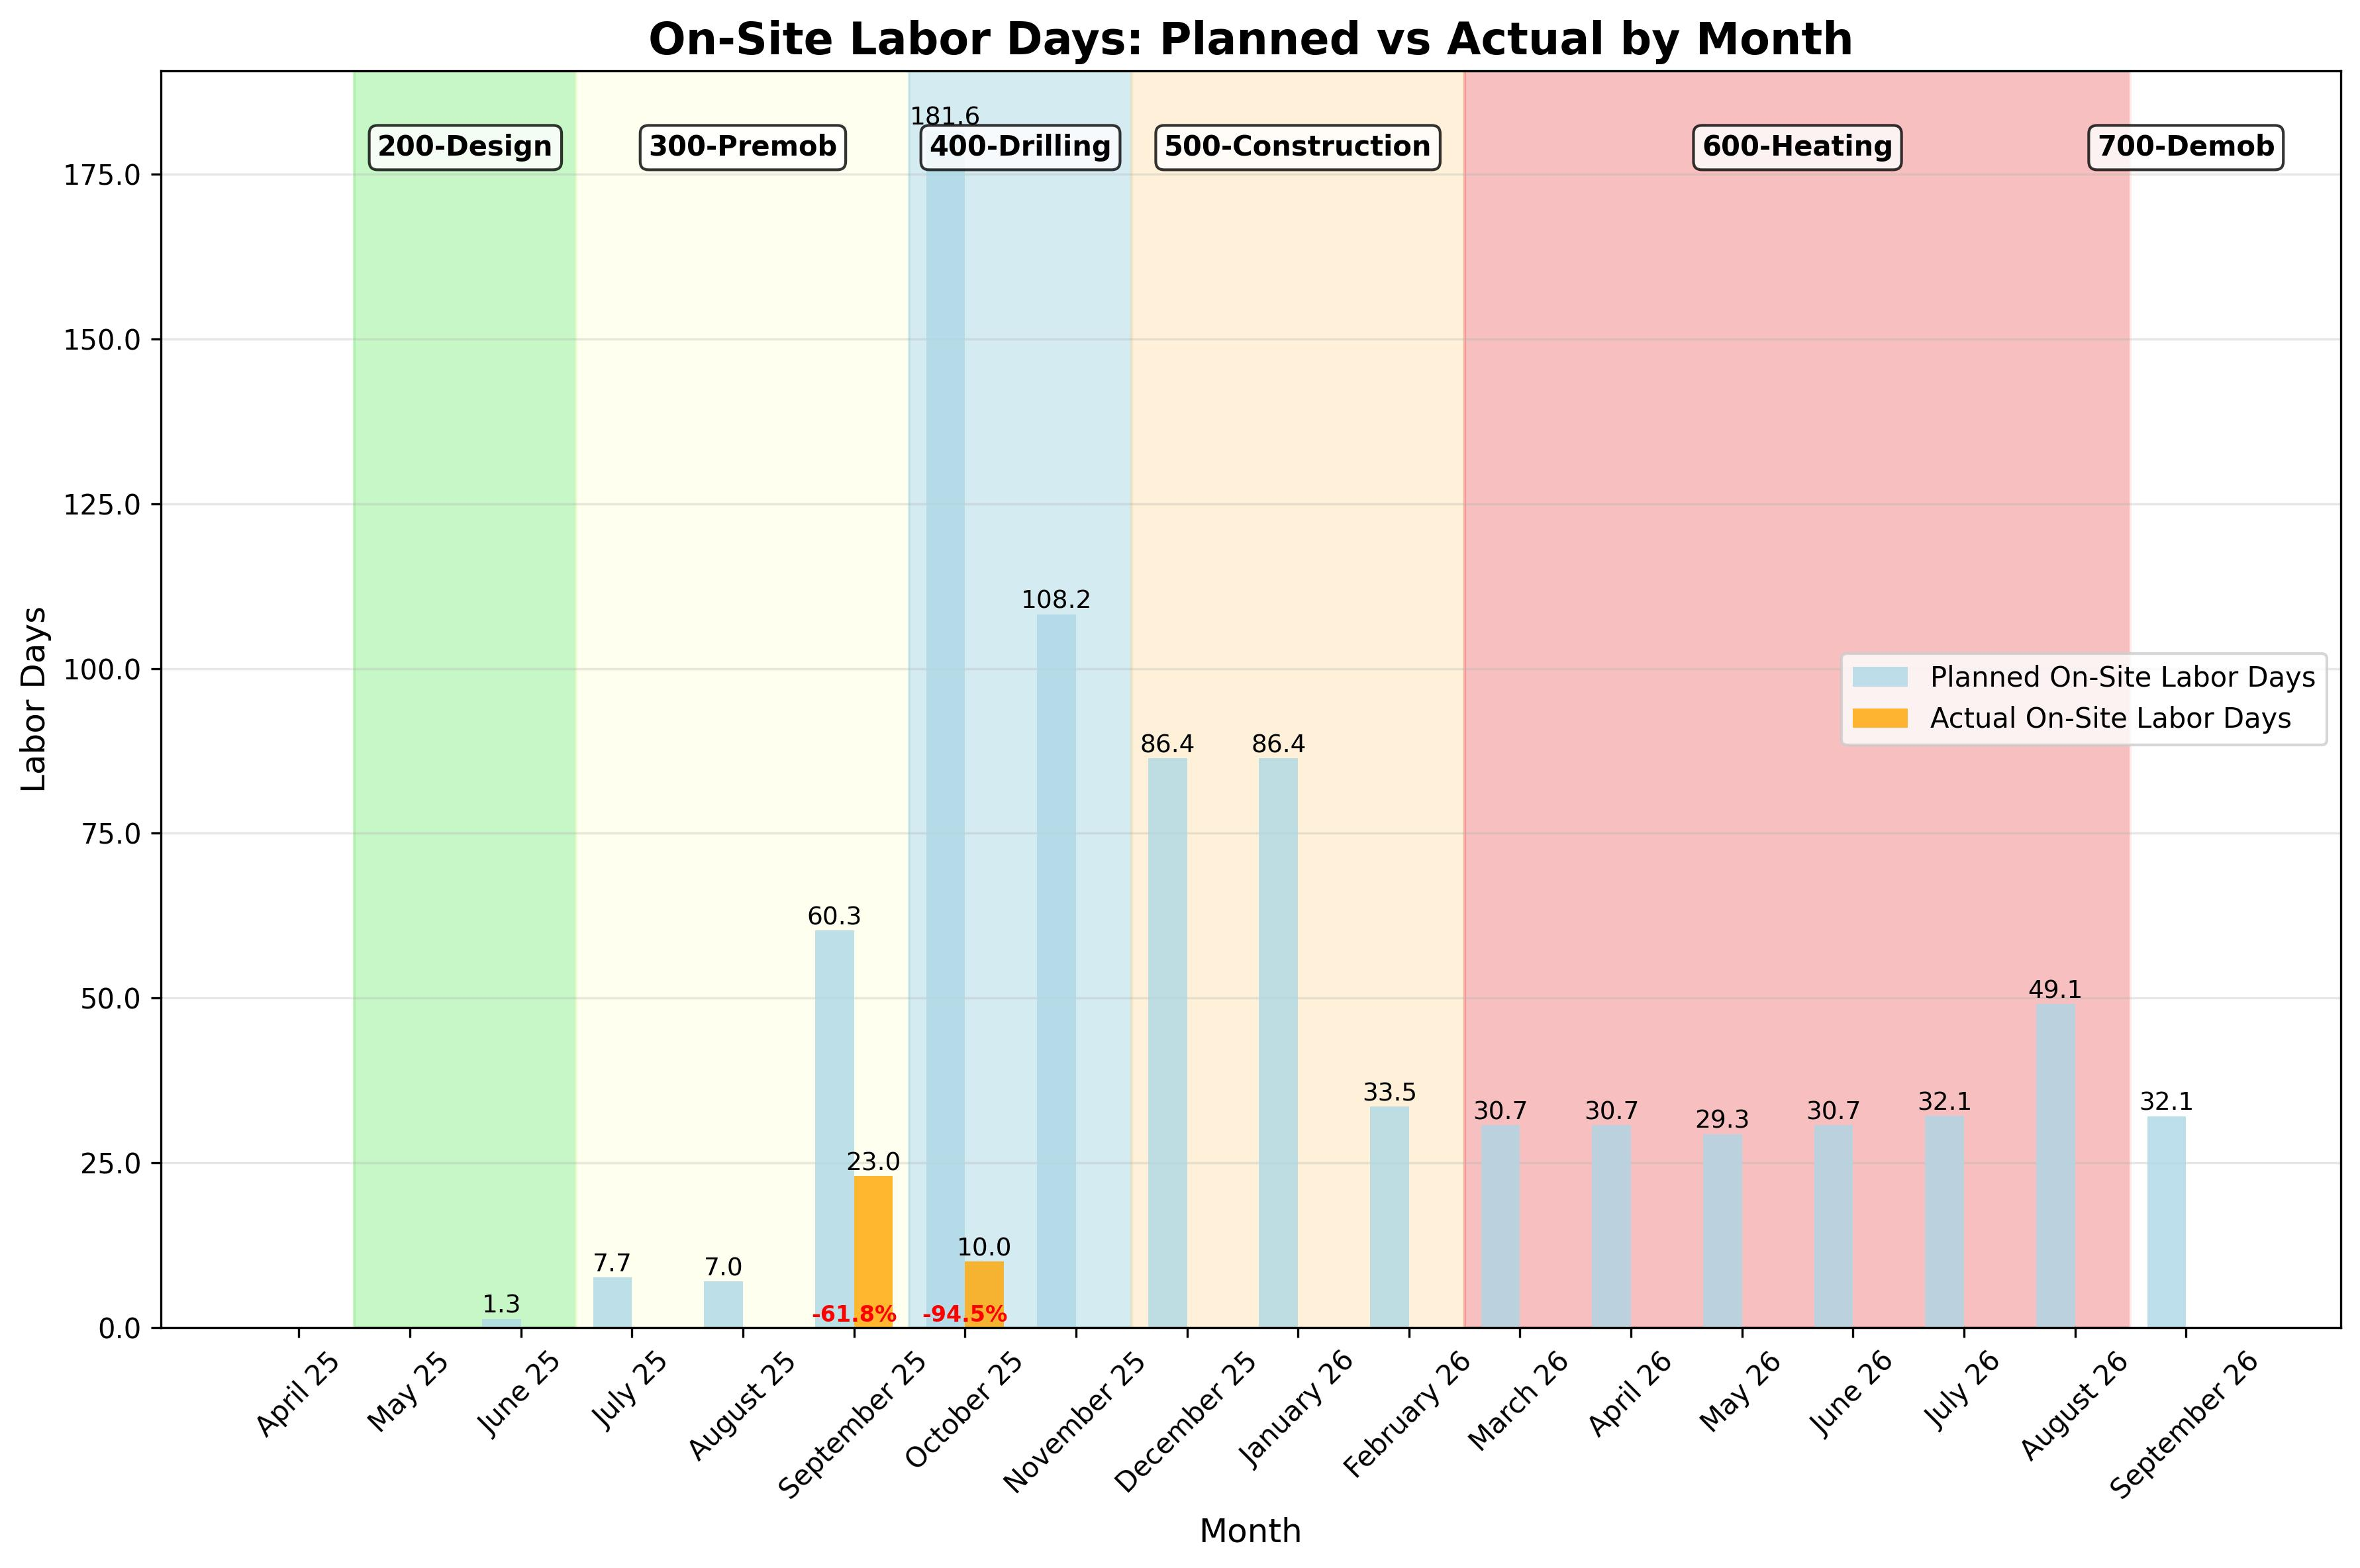 On-Site Labor Days: Planned vs Actual by Month
181.6
200-Design
300-Premob
400-Drilling
500-Construction
600-Heating
700-Demob
175.0
150.0
125.0
100.0
75.0
50.0
25.0
0.0
Labor Days
Planned On-Site Labor Days
Actual On-Site Labor Days
1.3
7.7
7.0
60.3
23.0
10.0
108.2
86.4
86.4
33.5
30.7
30.7
29.3
30.7
32.1
49.1
32.1
-61.8%
-94.5%
April 25
May 25
June 25
July 25
August 25
September 25
October 25
November 25
December 25
January 26
February 26
March 26
April 26
May 26
June 26
July 26
August 26
September 26
Month